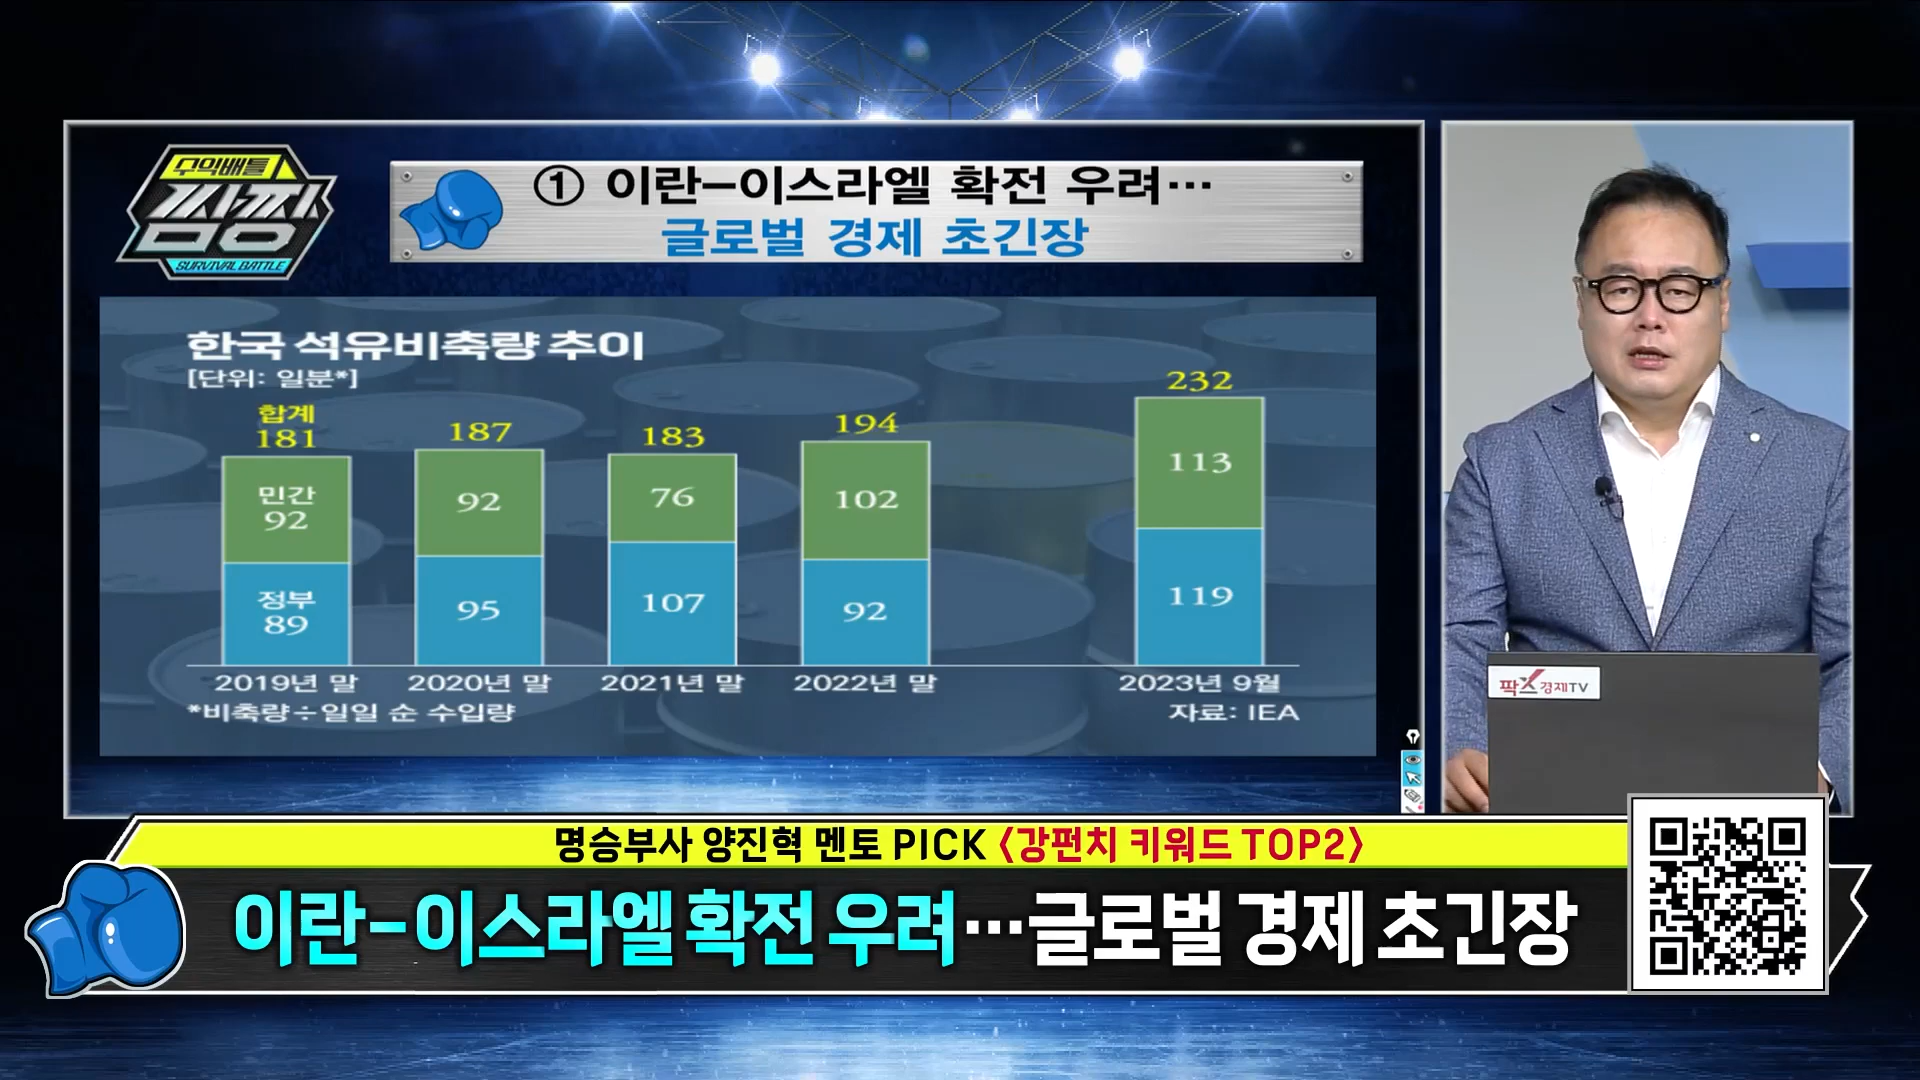 수익배틀
쌈찡
SURVIVAL BATTLE
① 이란-이스라엘 확전 우려…
글로벌 경제 초긴장
한국 석유비축량 추이
[단위: 일분*]
합계
181 187 183 194 232
민간
92 92 76 102 113
정부
89 95 107 92 119
2019년 말 2020년 말 2021년 말 2022년 말 2023년 9월
*비축량÷일일 순 수입량 자료: IEA
팍스경제TV
명승부사 양진혁 멘토 PICK <강펀치 키워드 TOP2>
이란-이스라엘 확전 우려…글로벌 경제 초긴장